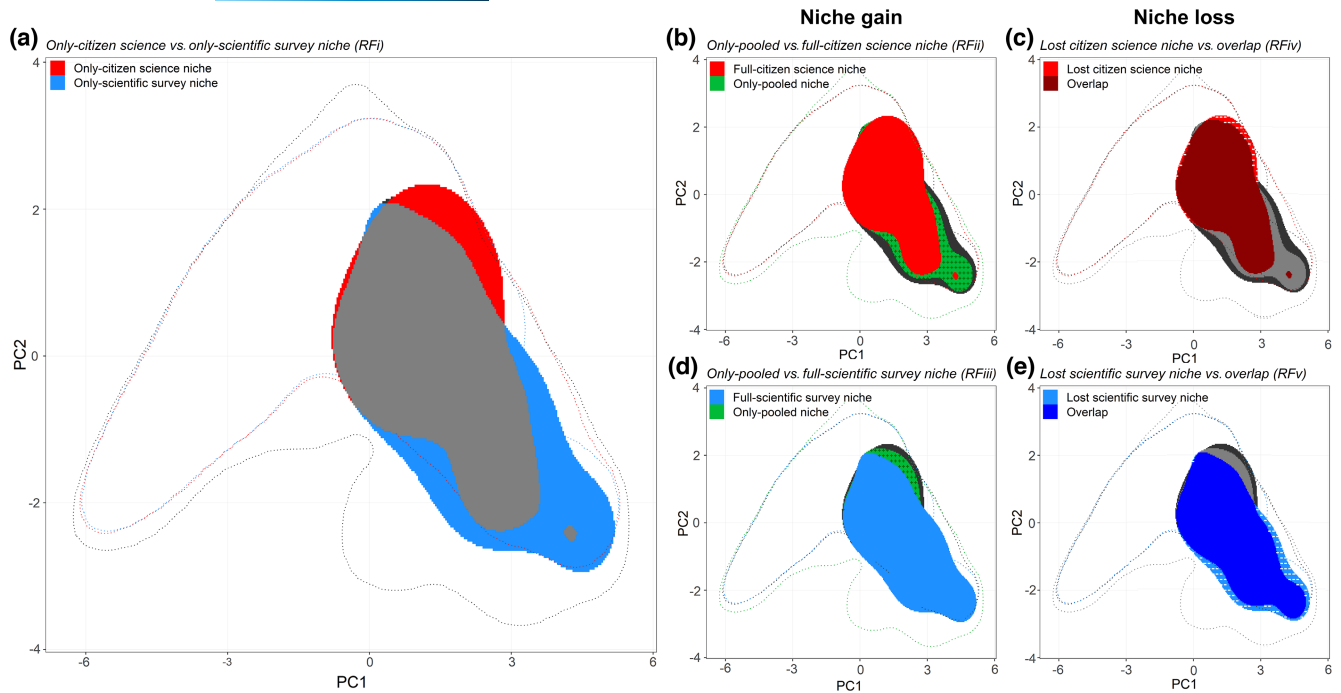 Niche gain
Niche loss
(a) Only-citizen science vs. only-scientific survey niche (RFi)
Only-citizen science niche
Only-scientific survey niche
4
2
0
-2
-4
PC2
-6
-3
0
3
6
PC1
(b) Only-pooled vs. full-citizen science niche (RFii)
Full-citizen science niche
Only-pooled niche
4
2
0
-2
-4
PC2
-6
-3
0
3
6
PC1
(c) Lost citizen science niche vs. overlap (RFiv)
Lost citizen science niche
Overlap
4
2
0
-2
-4
PC2
-6
-3
0
3
6
PC1
(d) Only-pooled vs. full-scientific survey niche (RFiii)
Full-scientific survey niche
Only-pooled niche
4
2
0
-2
-4
PC2
-6
-3
0
3
6
PC1
(e) Lost scientific survey niche vs. overlap (RFv)
Lost scientific survey niche
Overlap
4
2
0
-2
-4
PC2
-6
-3
0
3
6
PC1